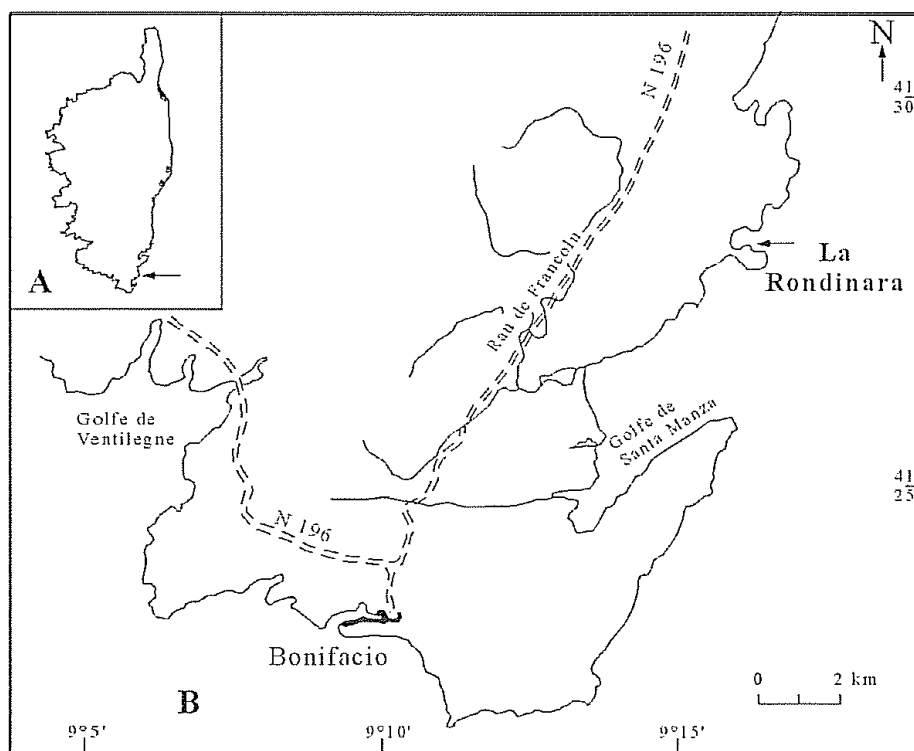 N
N 196
41
30
A
La
Rondinara
Ran de Francolu
Golfe de
Ventilegne
Golfe de
Santa Manza
41
25
N 196
Bonifacio
B
0 2 km
9°5' 9°10' 9°15'